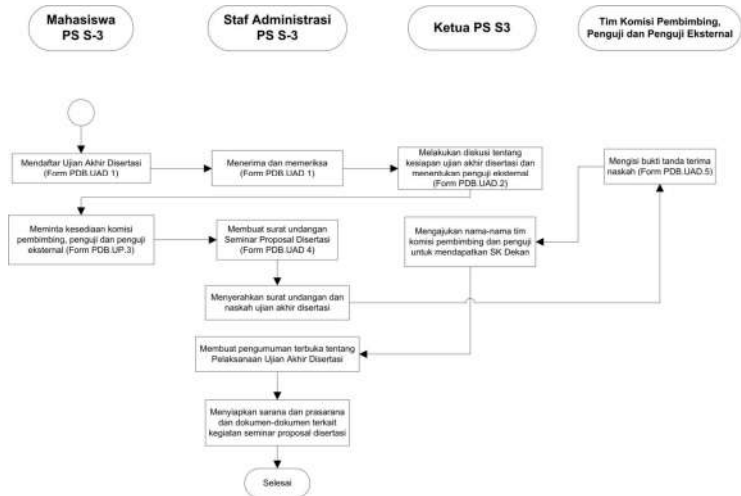 Mahasiswa
PS S-3
Staf Administrasi
PS S-3
Ketua PS S3
Tim Komisi Pembimbing,
Penguji dan Penguji Eksternal
Mendaftar Ujian Akhir Disertasi
(Form PDB.UAD 1)
Menerima dan memeriksa
(Form PDB.UAD 1)
Melakukan diskusi tentang
kesiapan ujian akhir disertasi dan
menentukan penguji eksternal
(Form PDB.UAD.2)
Mengisi bukti tanda terima
naskah (Form PDB.UAD.5)
Meminta kesediaan komisi
pembimbing, penguji dan penguji
eksternal (Form PDB.UP.3)
Membuat surat undangan
Seminar Proposal Disertasi
(Form PDB.UAD 4)
Mengajukan nama-nama tim
komisi pembimbing dan penguji
untuk mendapatkan SK Dekan
Menyerahkan surat undangan dan
naskah ujian akhir disertasi
Membuat pengumuman terbuka tentang
Pelaksanaan Ujian Akhir Disertasi
Menyiapkan sarana dan prasarana
dan dokumen-dokumen terkait
kegiatan seminar proposal disertasi
Selesai